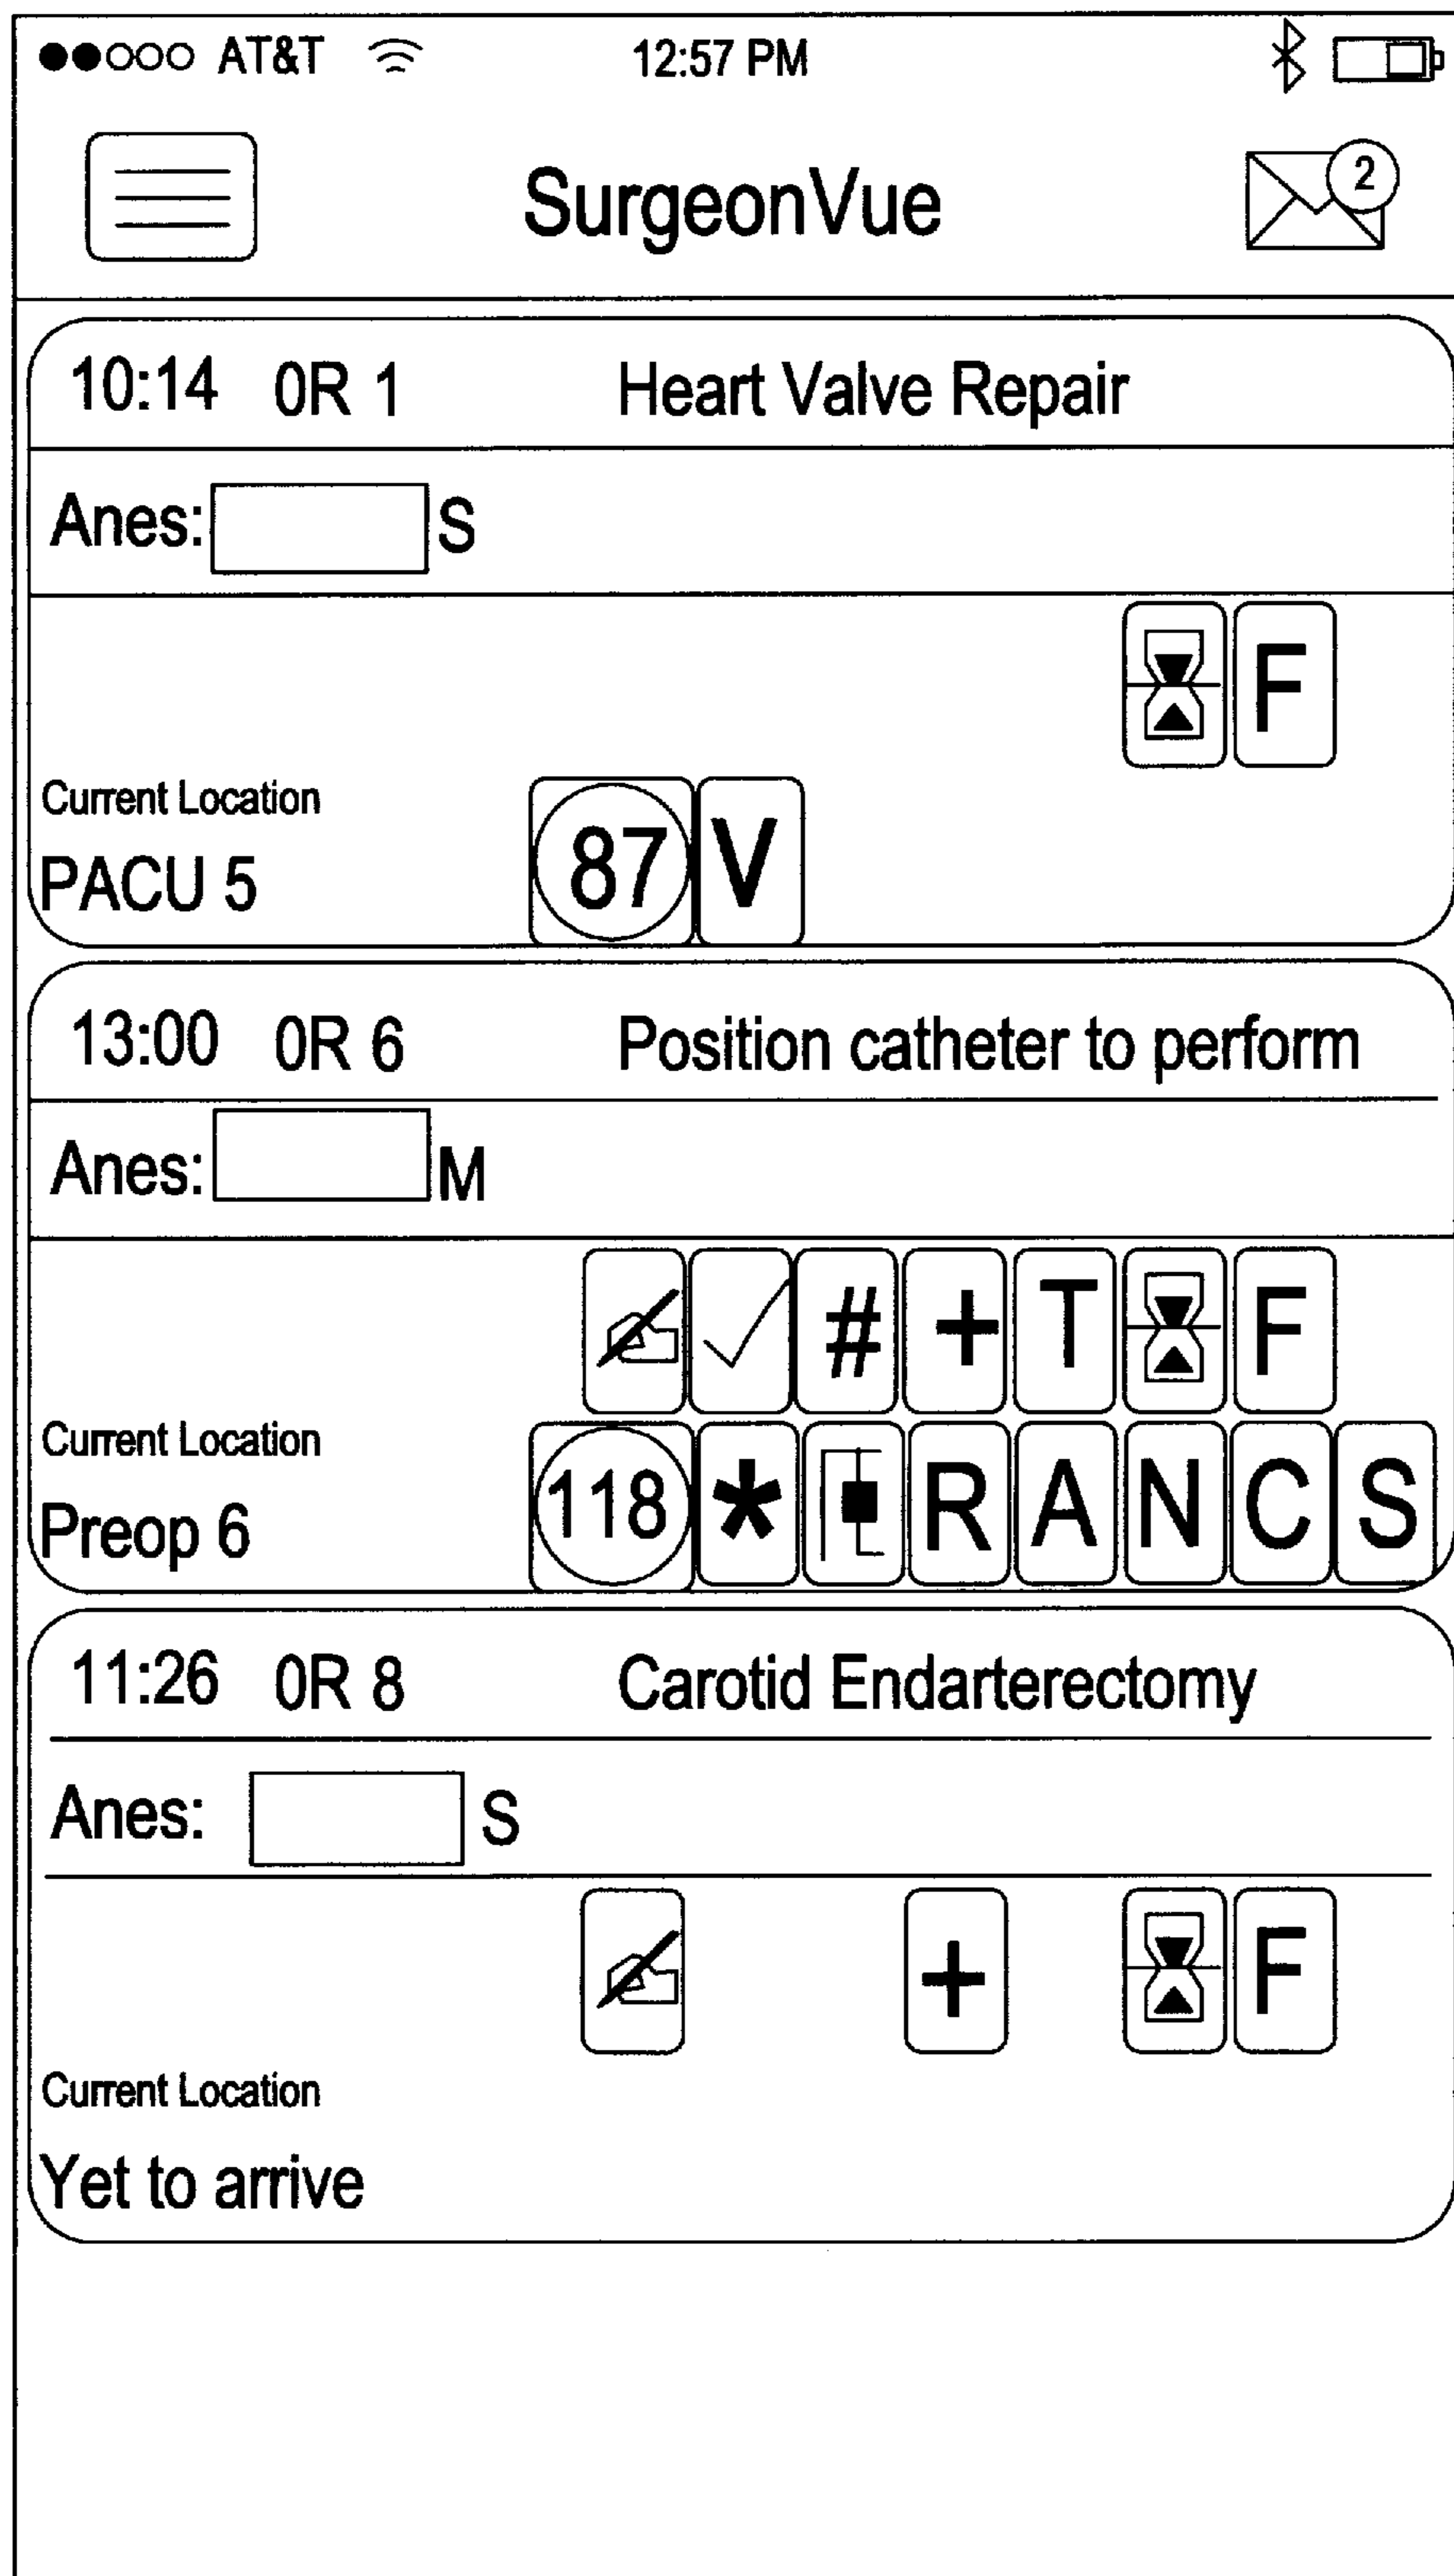 AT&T 12:57 PM
SurgeonVue 2
10:14 0R 1 Heart Valve Repair
Anes: S
F
Current Location
PACU 5 87 V
13:00 0R 6 Position catheter to perform
Anes: M
# + T F
Current Location
Preop 6 118 * R A N C S
11:26 0R 8 Carotid Endarterectomy
Anes: S
+ F
Current Location
Yet to arrive